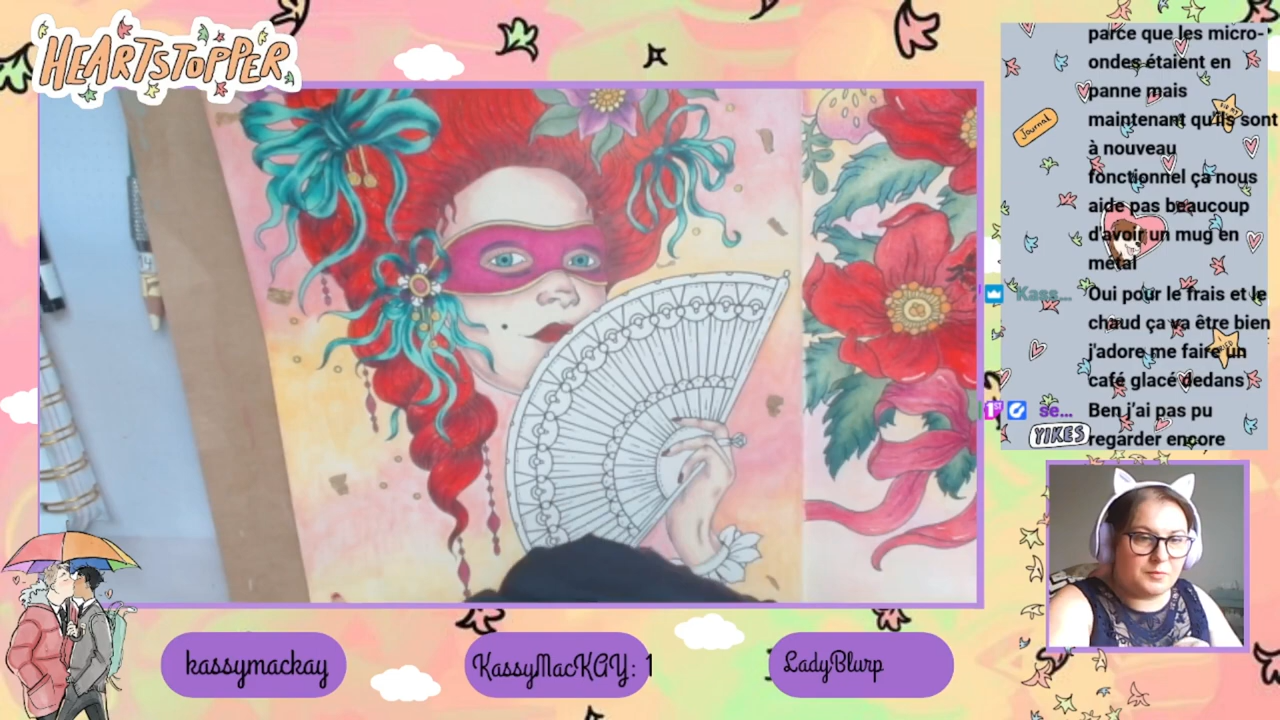 HEARTSTOPPER
parce que les micro-
ondes étaient en
panne mais
maintenant qu'ils sont
à nouveau
fonctionnel ça nous
aide pas beaucoup
d'avoir un mug en
métal
Kass... Oui pour le frais et le
chaud ça va être bien
j'adore me faire un
café glacé dedans
1ST se... Ben j'ai pas pu
regarder encore
Journal
YIKES
kassymackay
KassyMacKAY: 1
LadyBlurp